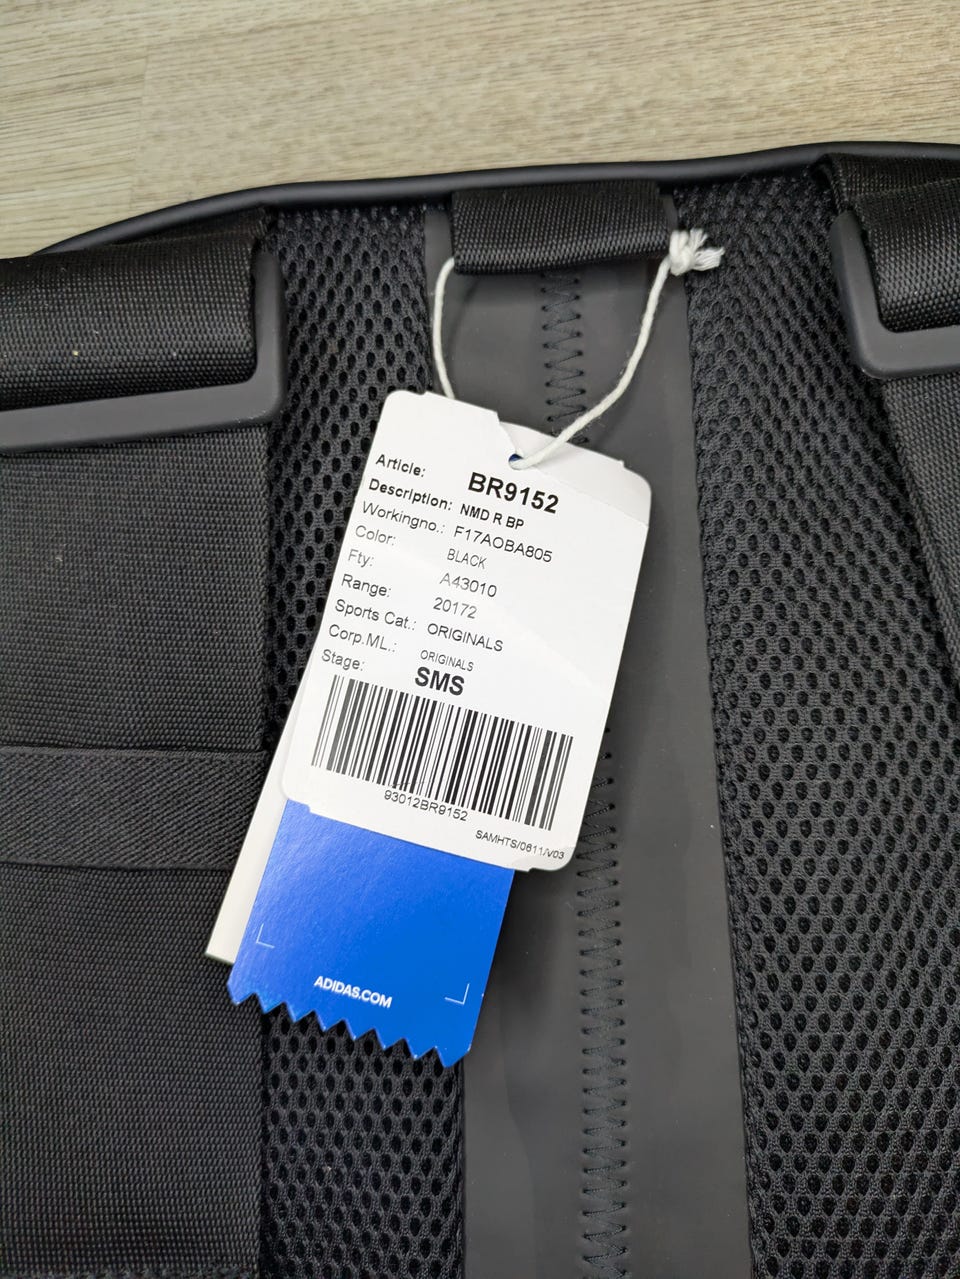 Article: BR9152
Description: NMD R BP
Workingno.: F17AOBA805
Color: BLACK
Fty: A43010
Range: 20172
Sports Cat.: ORIGINALS
Corp.ML.: ORIGINALS
Stage: SMS
93012BR9152
SAMHTS/0611/V03
ADIDAS.COM